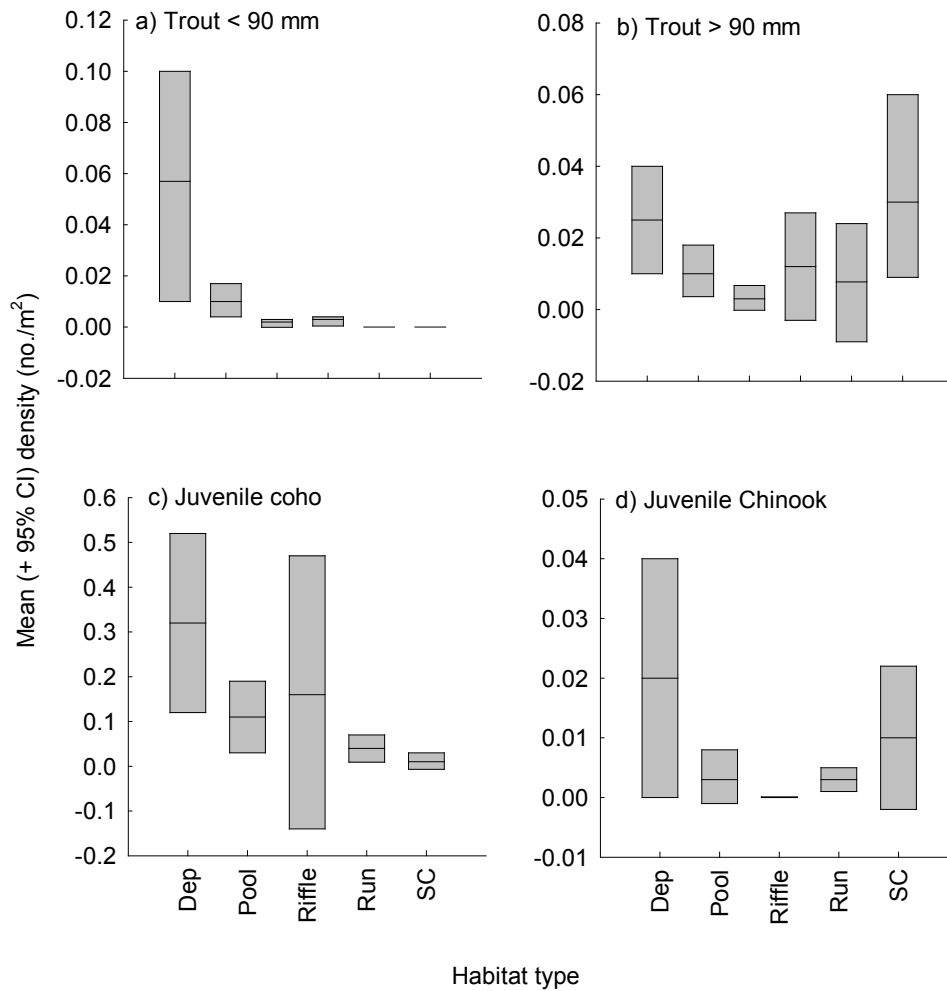 a) Trout < 90 mm
0.12
0.10
0.08
0.06
0.04
0.02
0.00
-0.02
b) Trout > 90 mm
0.08
0.06
0.04
0.02
0.00
-0.02
Mean (+ 95% CI) density (no./m²)
c) Juvenile coho
0.6
0.5
0.4
0.3
0.2
0.1
0.0
-0.1
-0.2
Dep
Pool
Riffle
Run
SC
d) Juvenile Chinook
0.05
0.04
0.03
0.02
0.01
0.00
-0.01
Dep
Pool
Riffle
Run
SC
Habitat type